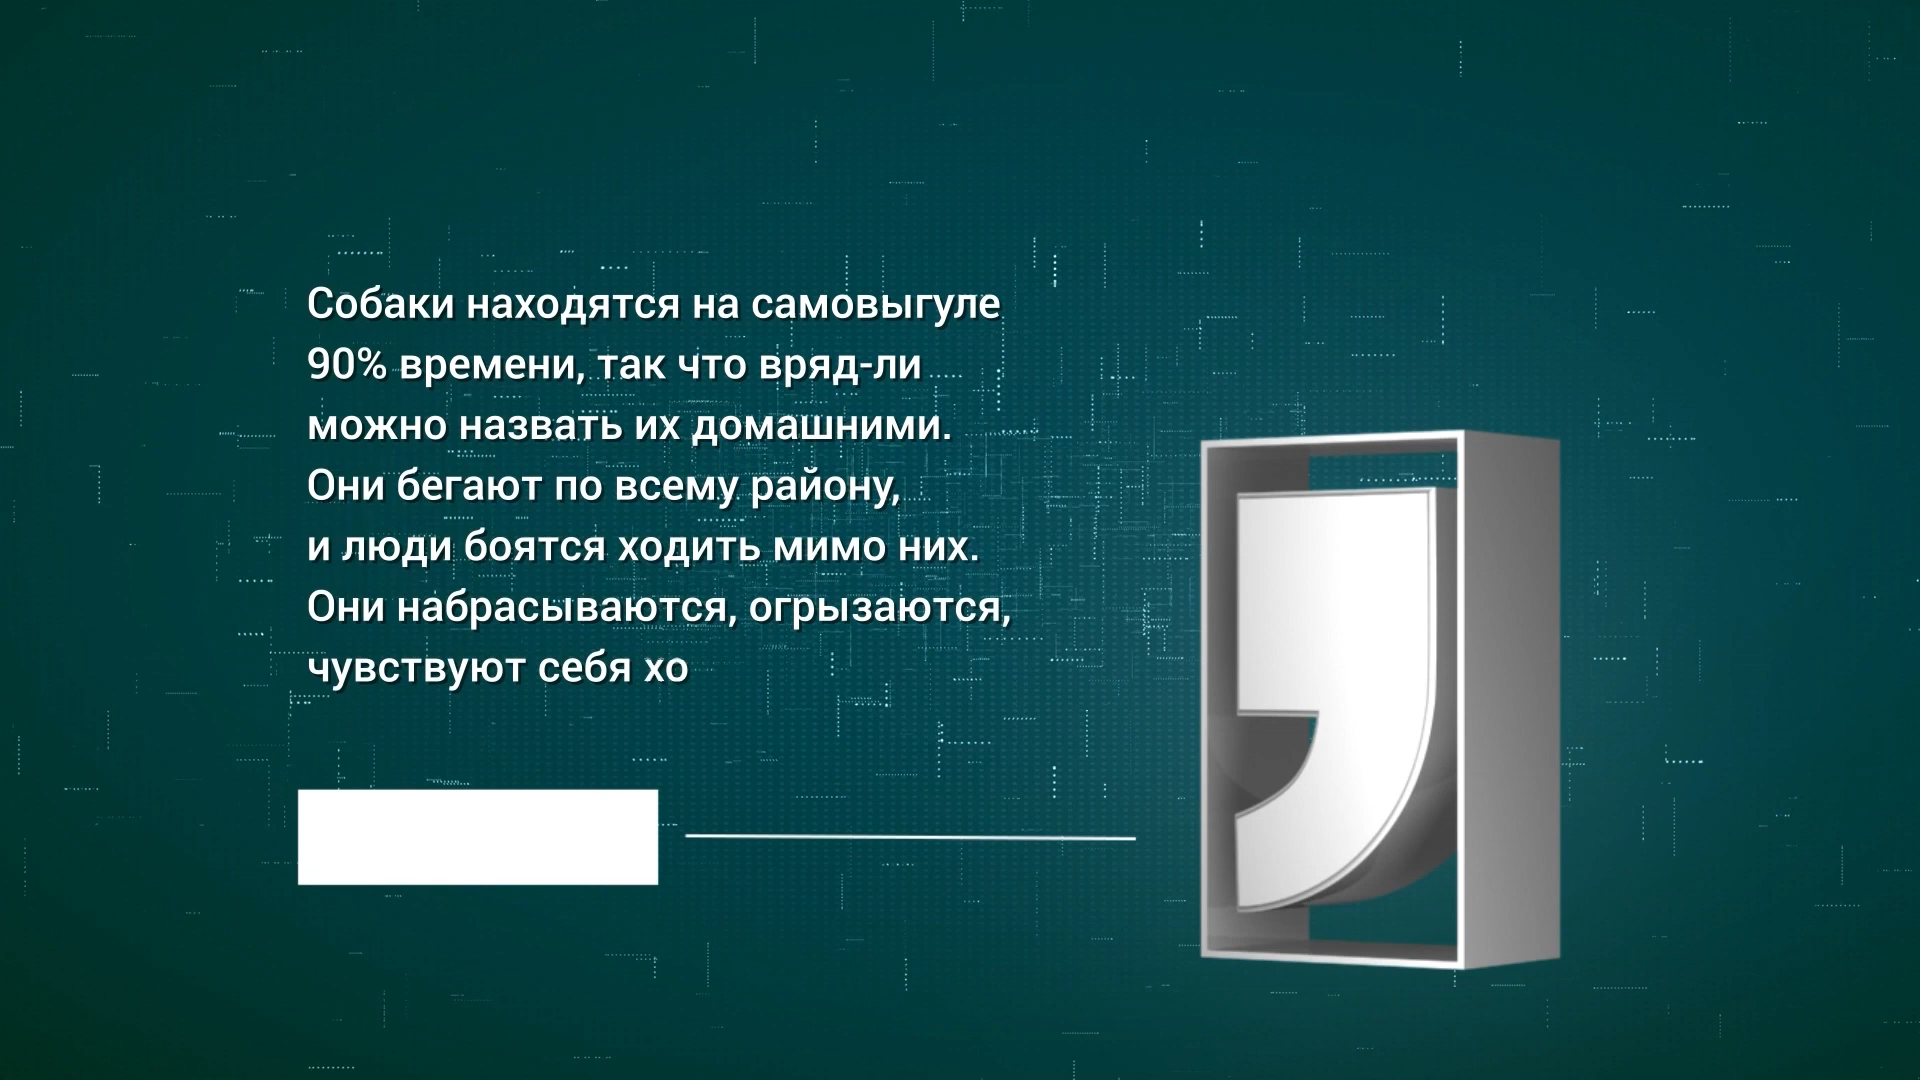 Собаки находятся на самовыгуле
90% времени, так что вряд-ли
можно назвать их домашними.
Они бегают по всему району,
и люди боятся ходить мимо них.
Они набрасываются, огрызаются,
чувствуют себя хо